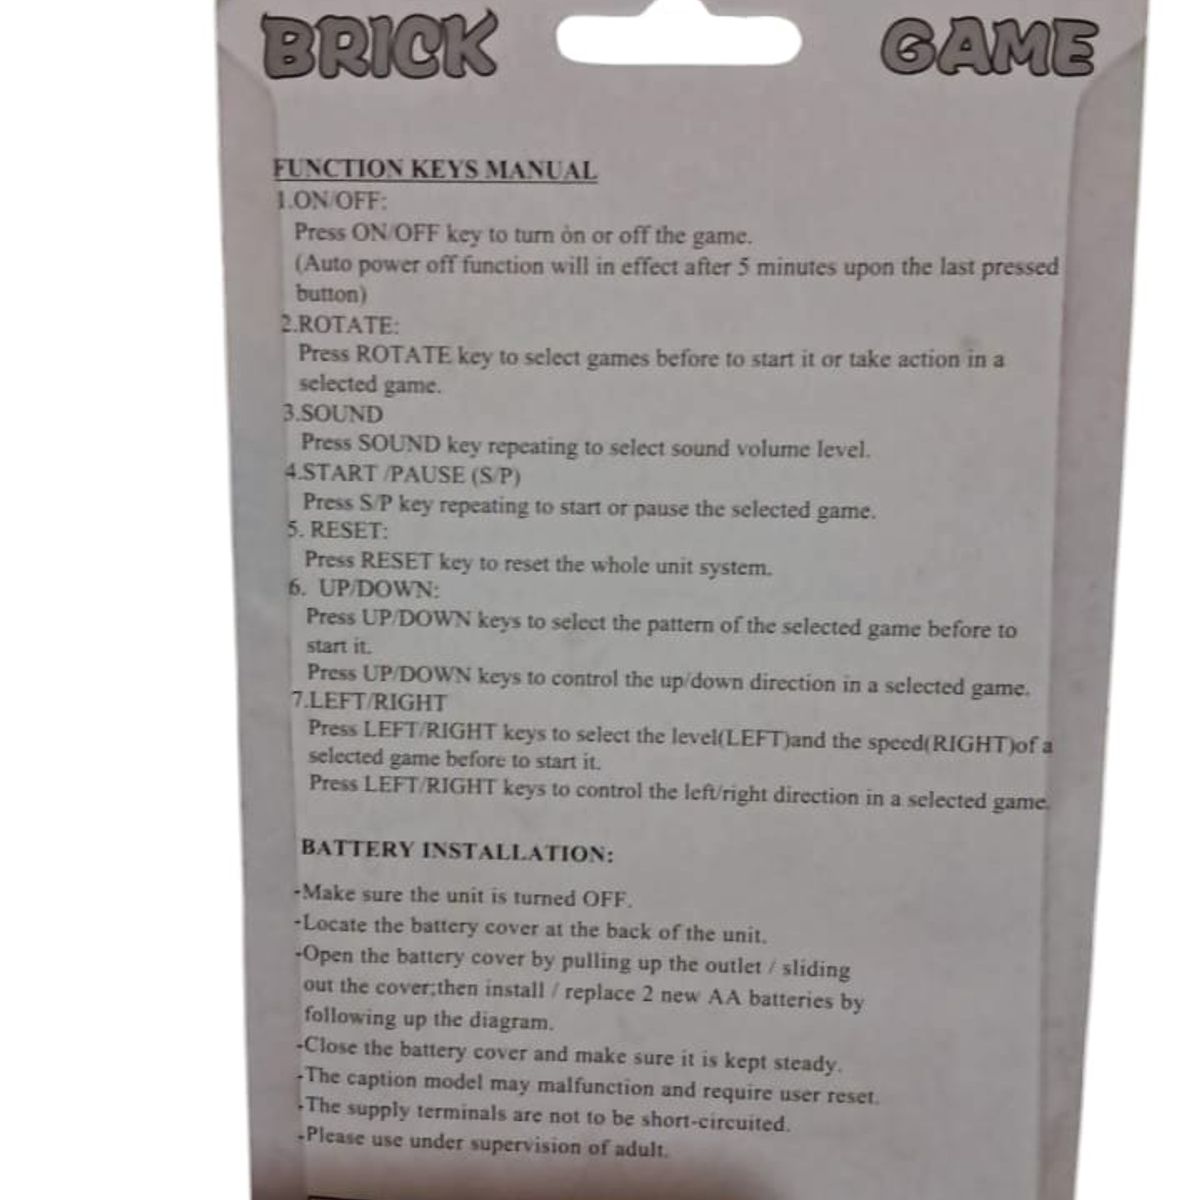 BRICK GAME
FUNCTION KEYS MANUAL
1.ON/OFF:
Press ON/OFF key to turn on or off the game.
(Auto power off function will in effect after 5 minutes upon the last pressed
button)
2.ROTATE:
Press ROTATE key to select games before to start it or take action in a
selected game.
3.SOUND
Press SOUND key repeating to select sound volume level.
4.START /PAUSE (S/P)
Press S/P key repeating to start or pause the selected game.
5. RESET:
Press RESET key to reset the whole unit system.
6. UP/DOWN:
Press UP/DOWN keys to select the pattern of the selected game before to
start it.
Press UP/DOWN keys to control the up/down direction in a selected game.
7.LEFT/RIGHT
Press LEFT/RIGHT keys to select the level(LEFT)and the speed(RIGHT)of a
selected game before to start it.
Press LEFT/RIGHT keys to control the left/right direction in a selected game.
BATTERY INSTALLATION:
-Make sure the unit is turned OFF.
-Locate the battery cover at the back of the unit.
-Open the battery cover by pulling up the outlet / sliding
out the cover;then install / replace 2 new AA batteries by
following up the diagram.
-Close the battery cover and make sure it is kept steady.
-The caption model may malfunction and require user reset.
-The supply terminals are not to be short-circuited.
-Please use under supervision of adult.